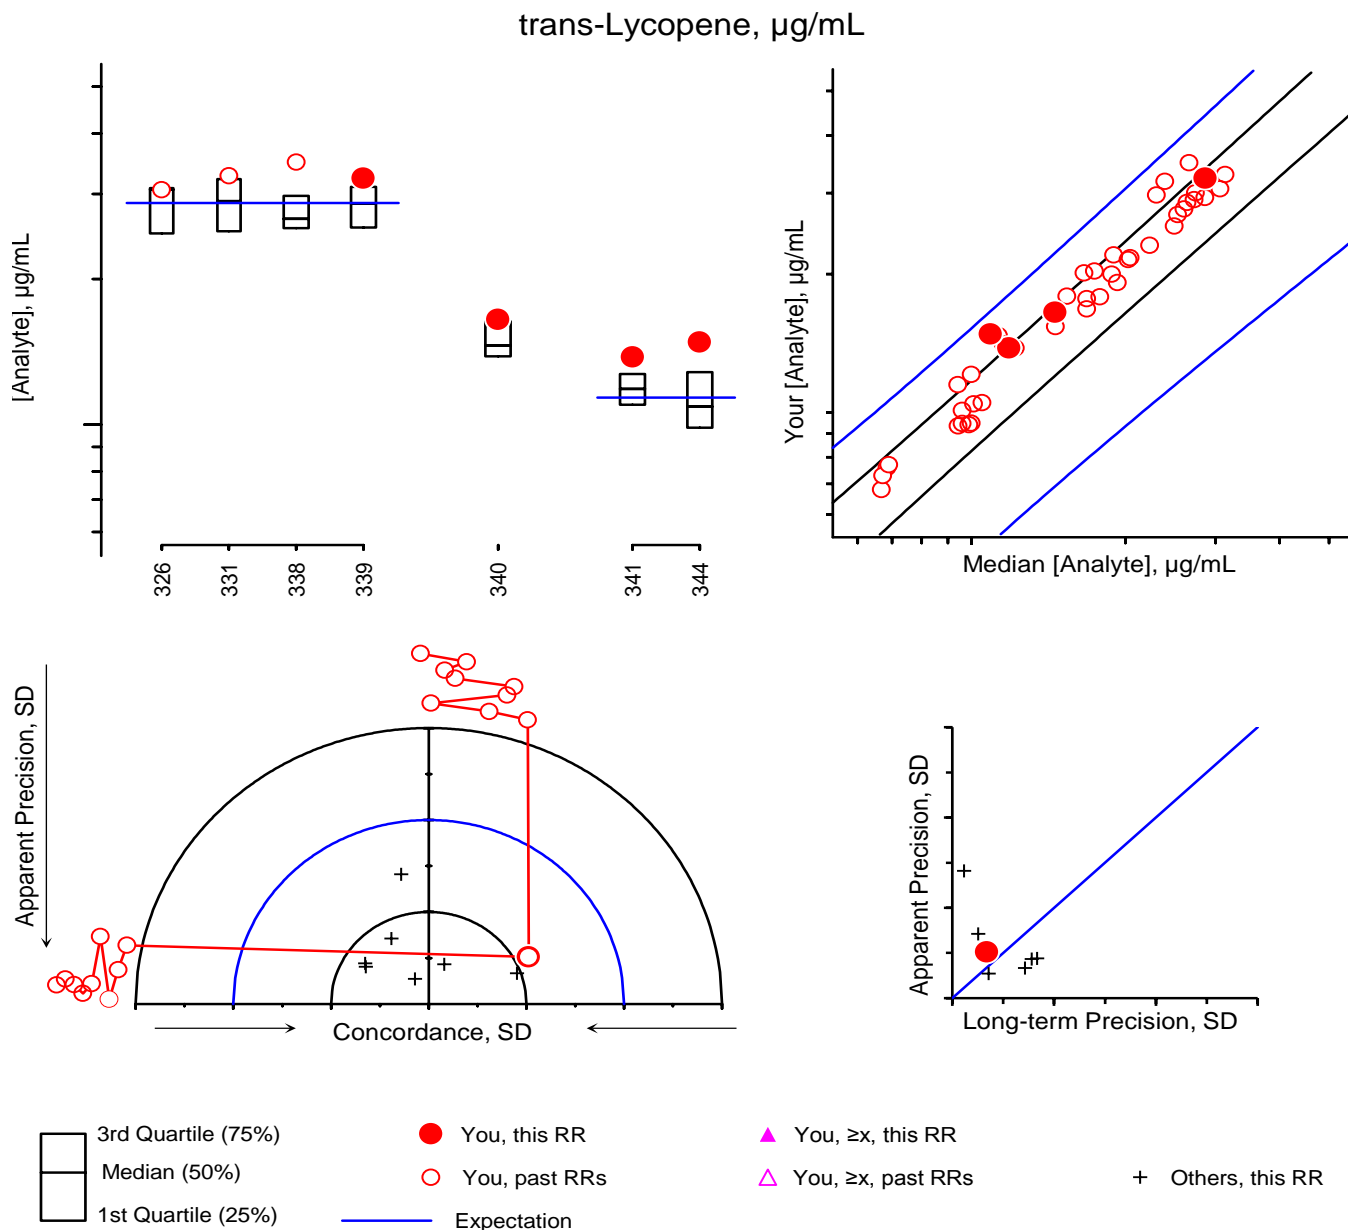 trans-Lycopene, µg/mL
[Analyte], µg/mL
326
331
338
339
340
341
344
Your [Analyte], µg/mL
Median [Analyte], µg/mL
Apparent Precision, SD
Concordance, SD
Apparent Precision, SD
Long-term Precision, SD
3rd Quartile (75%)
Median (50%)
1st Quartile (25%)
You, this RR
You, past RRs
Expectation
You, ≥x, this RR
You, ≥x, past RRs
Others, this RR